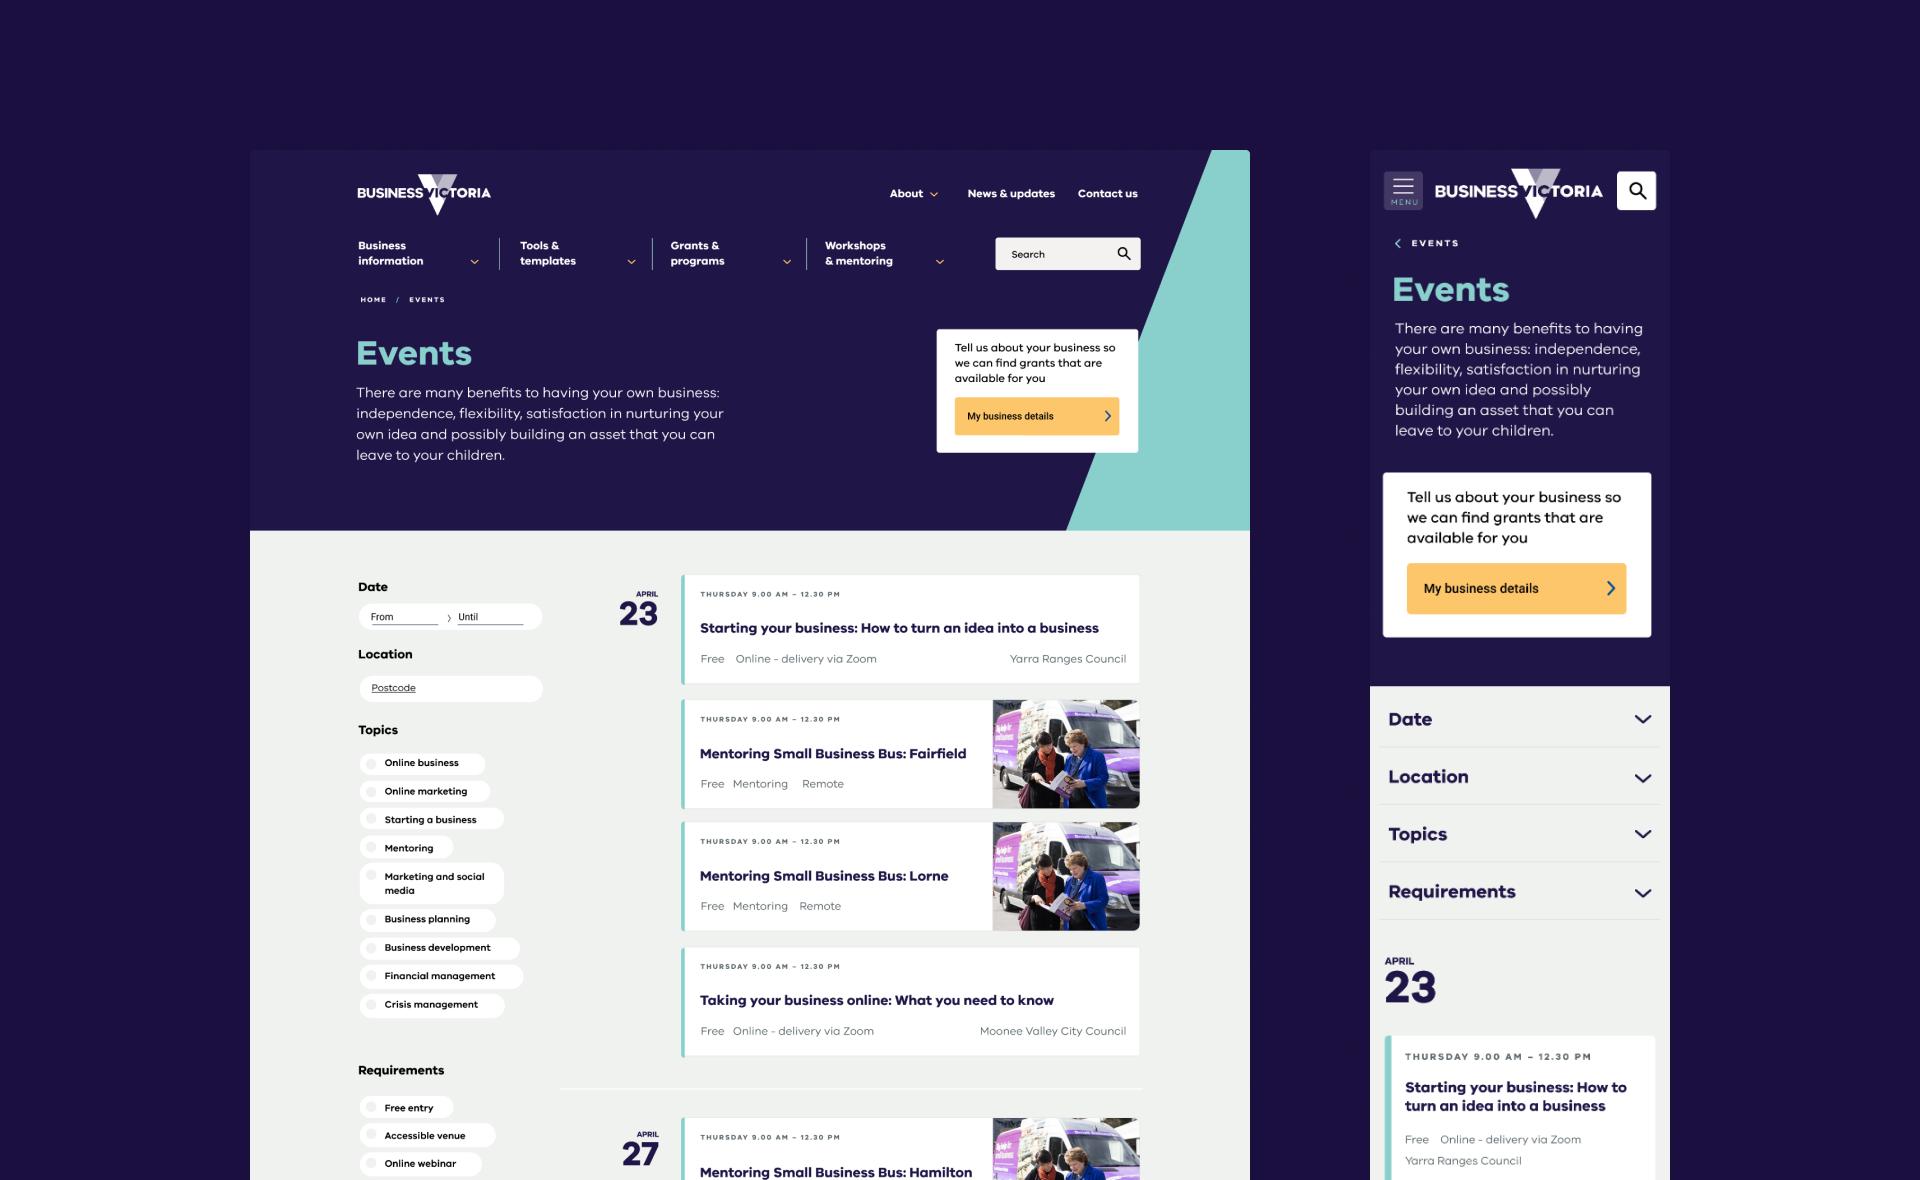 BUSINESS VICTORIA
About
News & updates
Contact us
Business
information
Tools &
templates
Grants &
programs
Workshops
& mentoring
Search
HOME / EVENTS
Events
There are many benefits to having your own business:
independence, flexibility, satisfaction in nurturing your
own idea and possibly building an asset that you can
leave to your children.
Tell us about your business so
we can find grants that are
available for you
My business details
Date
From
Until
Location
Postcode
Topics
Online business
Online marketing
Starting a business
Mentoring
Marketing and social
media
Business planning
Business development
Financial management
Crisis management
Requirements
Free entry
Accessible venue
Online webinar
APRIL
23
THURSDAY 9.00 AM – 12.30 PM
Starting your business: How to turn an idea into a business
Free Online - delivery via Zoom Yarra Ranges Council
THURSDAY 9.00 AM – 12.30 PM
Mentoring Small Business Bus: Fairfield
Free Mentoring Remote
THURSDAY 9.00 AM – 12.30 PM
Mentoring Small Business Bus: Lorne
Free Mentoring Remote
THURSDAY 9.00 AM – 12.30 PM
Taking your business online: What you need to know
Free Online - delivery via Zoom Moonee Valley City Council
APRIL
27
THURSDAY 9.00 AM – 12.30 PM
Mentoring Small Business Bus: Hamilton
MENU
BUSINESS VICTORIA
EVENTS
Events
There are many benefits to having
your own business: independence,
flexibility, satisfaction in nurturing
your own idea and possibly
building an asset that you can
leave to your children.
Tell us about your business so
we can find grants that are
available for you
My business details
Date
Location
Topics
Requirements
APRIL
23
THURSDAY 9.00 AM – 12.30 PM
Starting your business: How to
turn an idea into a business
Free Online - delivery via Zoom
Yarra Ranges Council